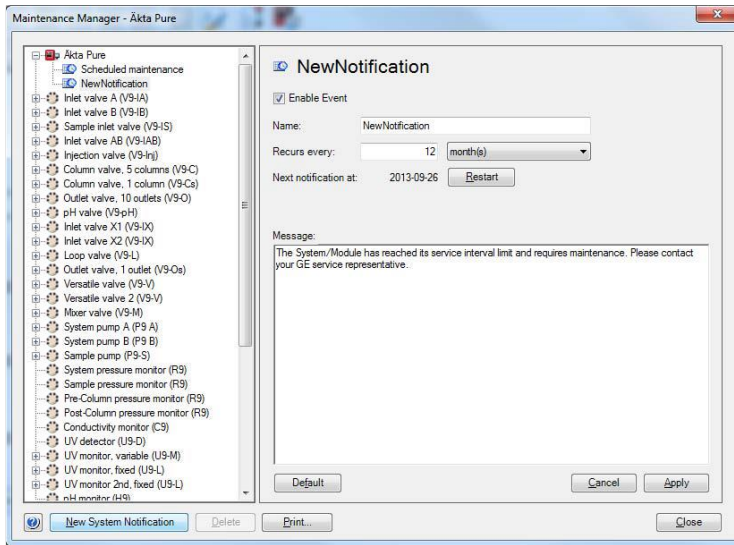 Maintenance Manager - Äkta Pure
Äkta Pure
Scheduled maintenance
NewNotification
Inlet valve A (V9-IA)
Inlet valve B (V9-IB)
Sample inlet valve (V9-IS)
Inlet valve AB (V9-IAB)
Injection valve (V9-Inj)
Column valve, 5 columns (V9-C)
Column valve, 1 column (V9-Cs)
Outlet valve, 10 outlets (V9-O)
pH valve (V9-pH)
Inlet valve X1 (V9-IX)
Inlet valve X2 (V9-IX)
Loop valve (V9-L)
Outlet valve, 1 outlet (V9-Os)
Versatile valve (V9-V)
Versatile valve 2 (V9-V)
Mixer valve (V9-M)
System pump A (P9 A)
System pump B (P9 B)
Sample pump (P9-S)
System pressure monitor (R9)
Sample pressure monitor (R9)
Pre-Column pressure monitor (R9)
Post-Column pressure monitor (R9)
Conductivity monitor (C9)
UV detector (U9-D)
UV monitor, variable (U9-M)
UV monitor, fixed (U9-L)
UV monitor 2nd, fixed (U9-L)
pH monitor (H9)
NewNotification
Enable Event
Name: NewNotification
Recurs every: 12 month(s)
Next notification at: 2013-09-26 Restart
Message:
The System/Module has reached its service interval limit and requires maintenance. Please contact
your GE service representative.
Default Cancel Apply
New System Notification Delete Print... Close